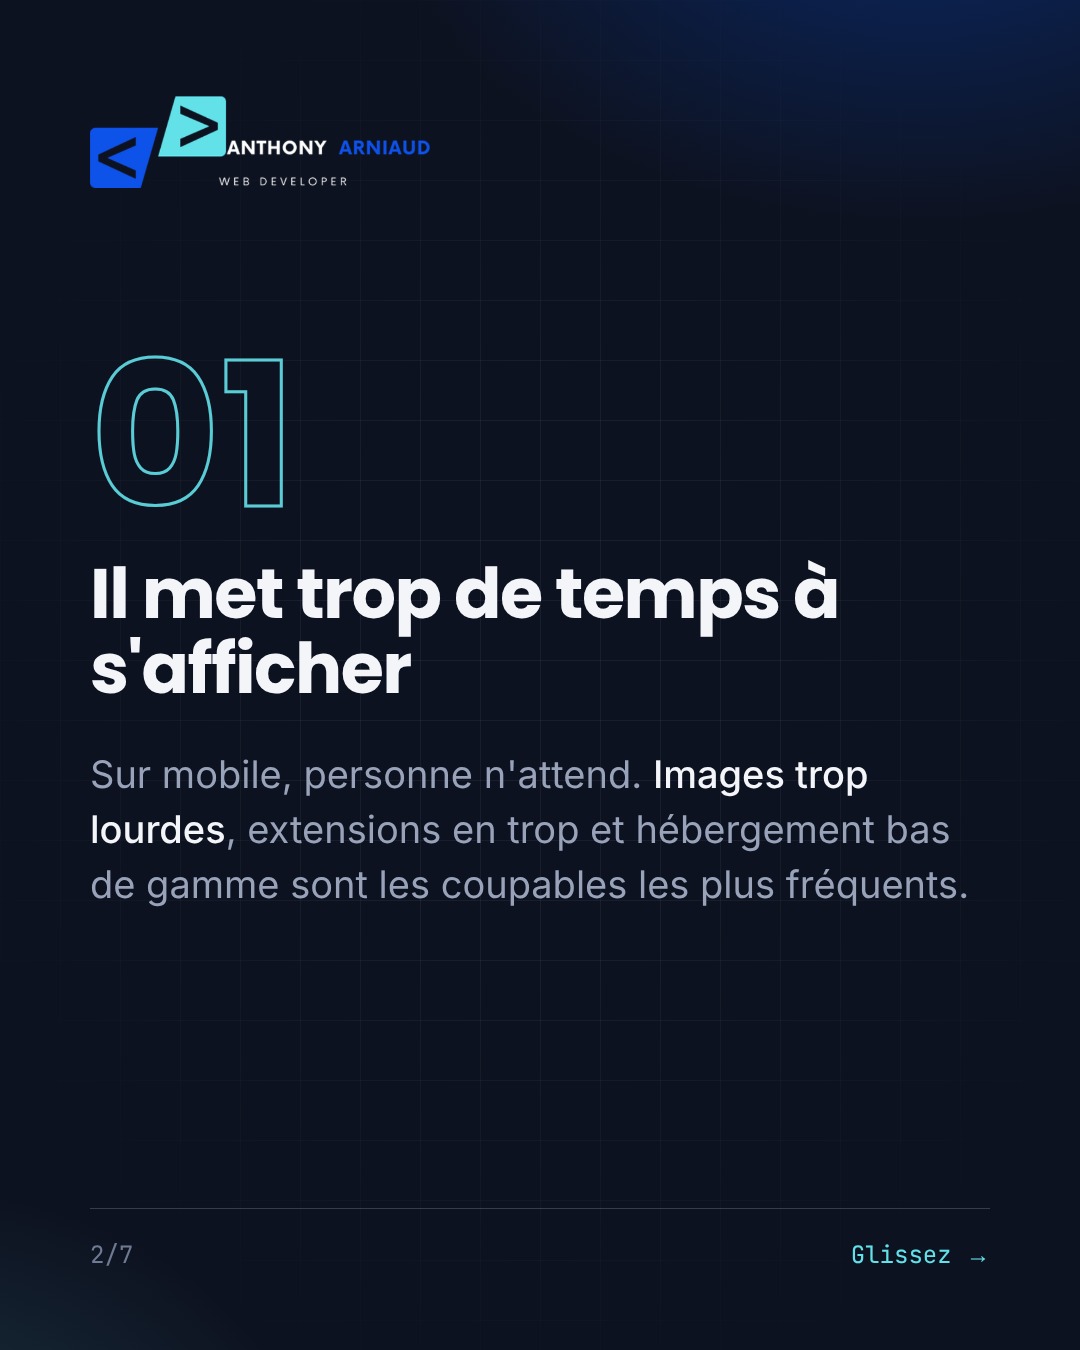 < >
ANTHONY ARNIAUD
WEB DEVELOPER
01
Il met trop de temps à
s'afficher
Sur mobile, personne n'attend. Images trop
lourdes, extensions en trop et hébergement bas
de gamme sont les coupables les plus fréquents.
2/7
Glissez →